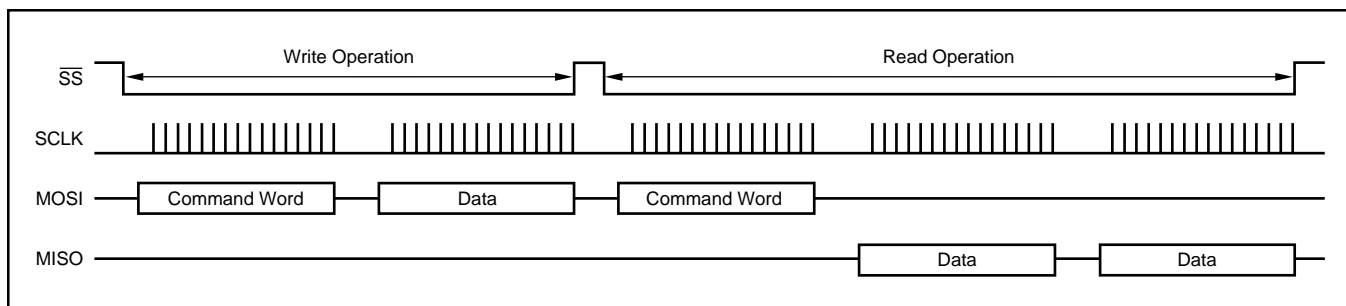 Write Operation Read Operation
SS
SCLK
MOSI Command Word Data Command Word
MISO Data Data